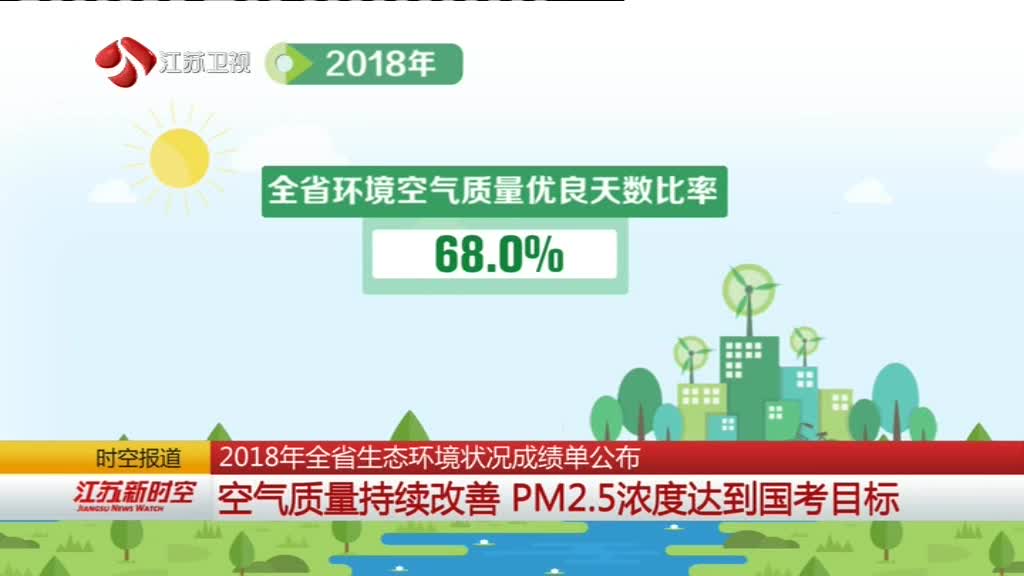 江苏卫视
2018年
全省环境空气质量优良天数比率
68.0%
时空报道
2018年全省生态环境状况成绩单公布
江苏新时空
JIANGSU NEWS WATCH
空气质量持续改善 PM2.5浓度达到国考目标